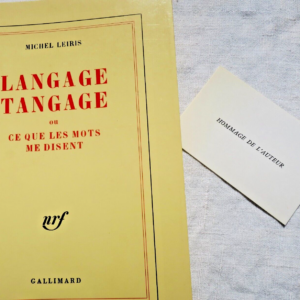 MICHEL LEIRIS
LANGAGE
TANGAGE
OU
CE QUE LES MOTS
ME DISENT
nrf
GALLIMARD
HOMMAGE DE L'AUTEUR